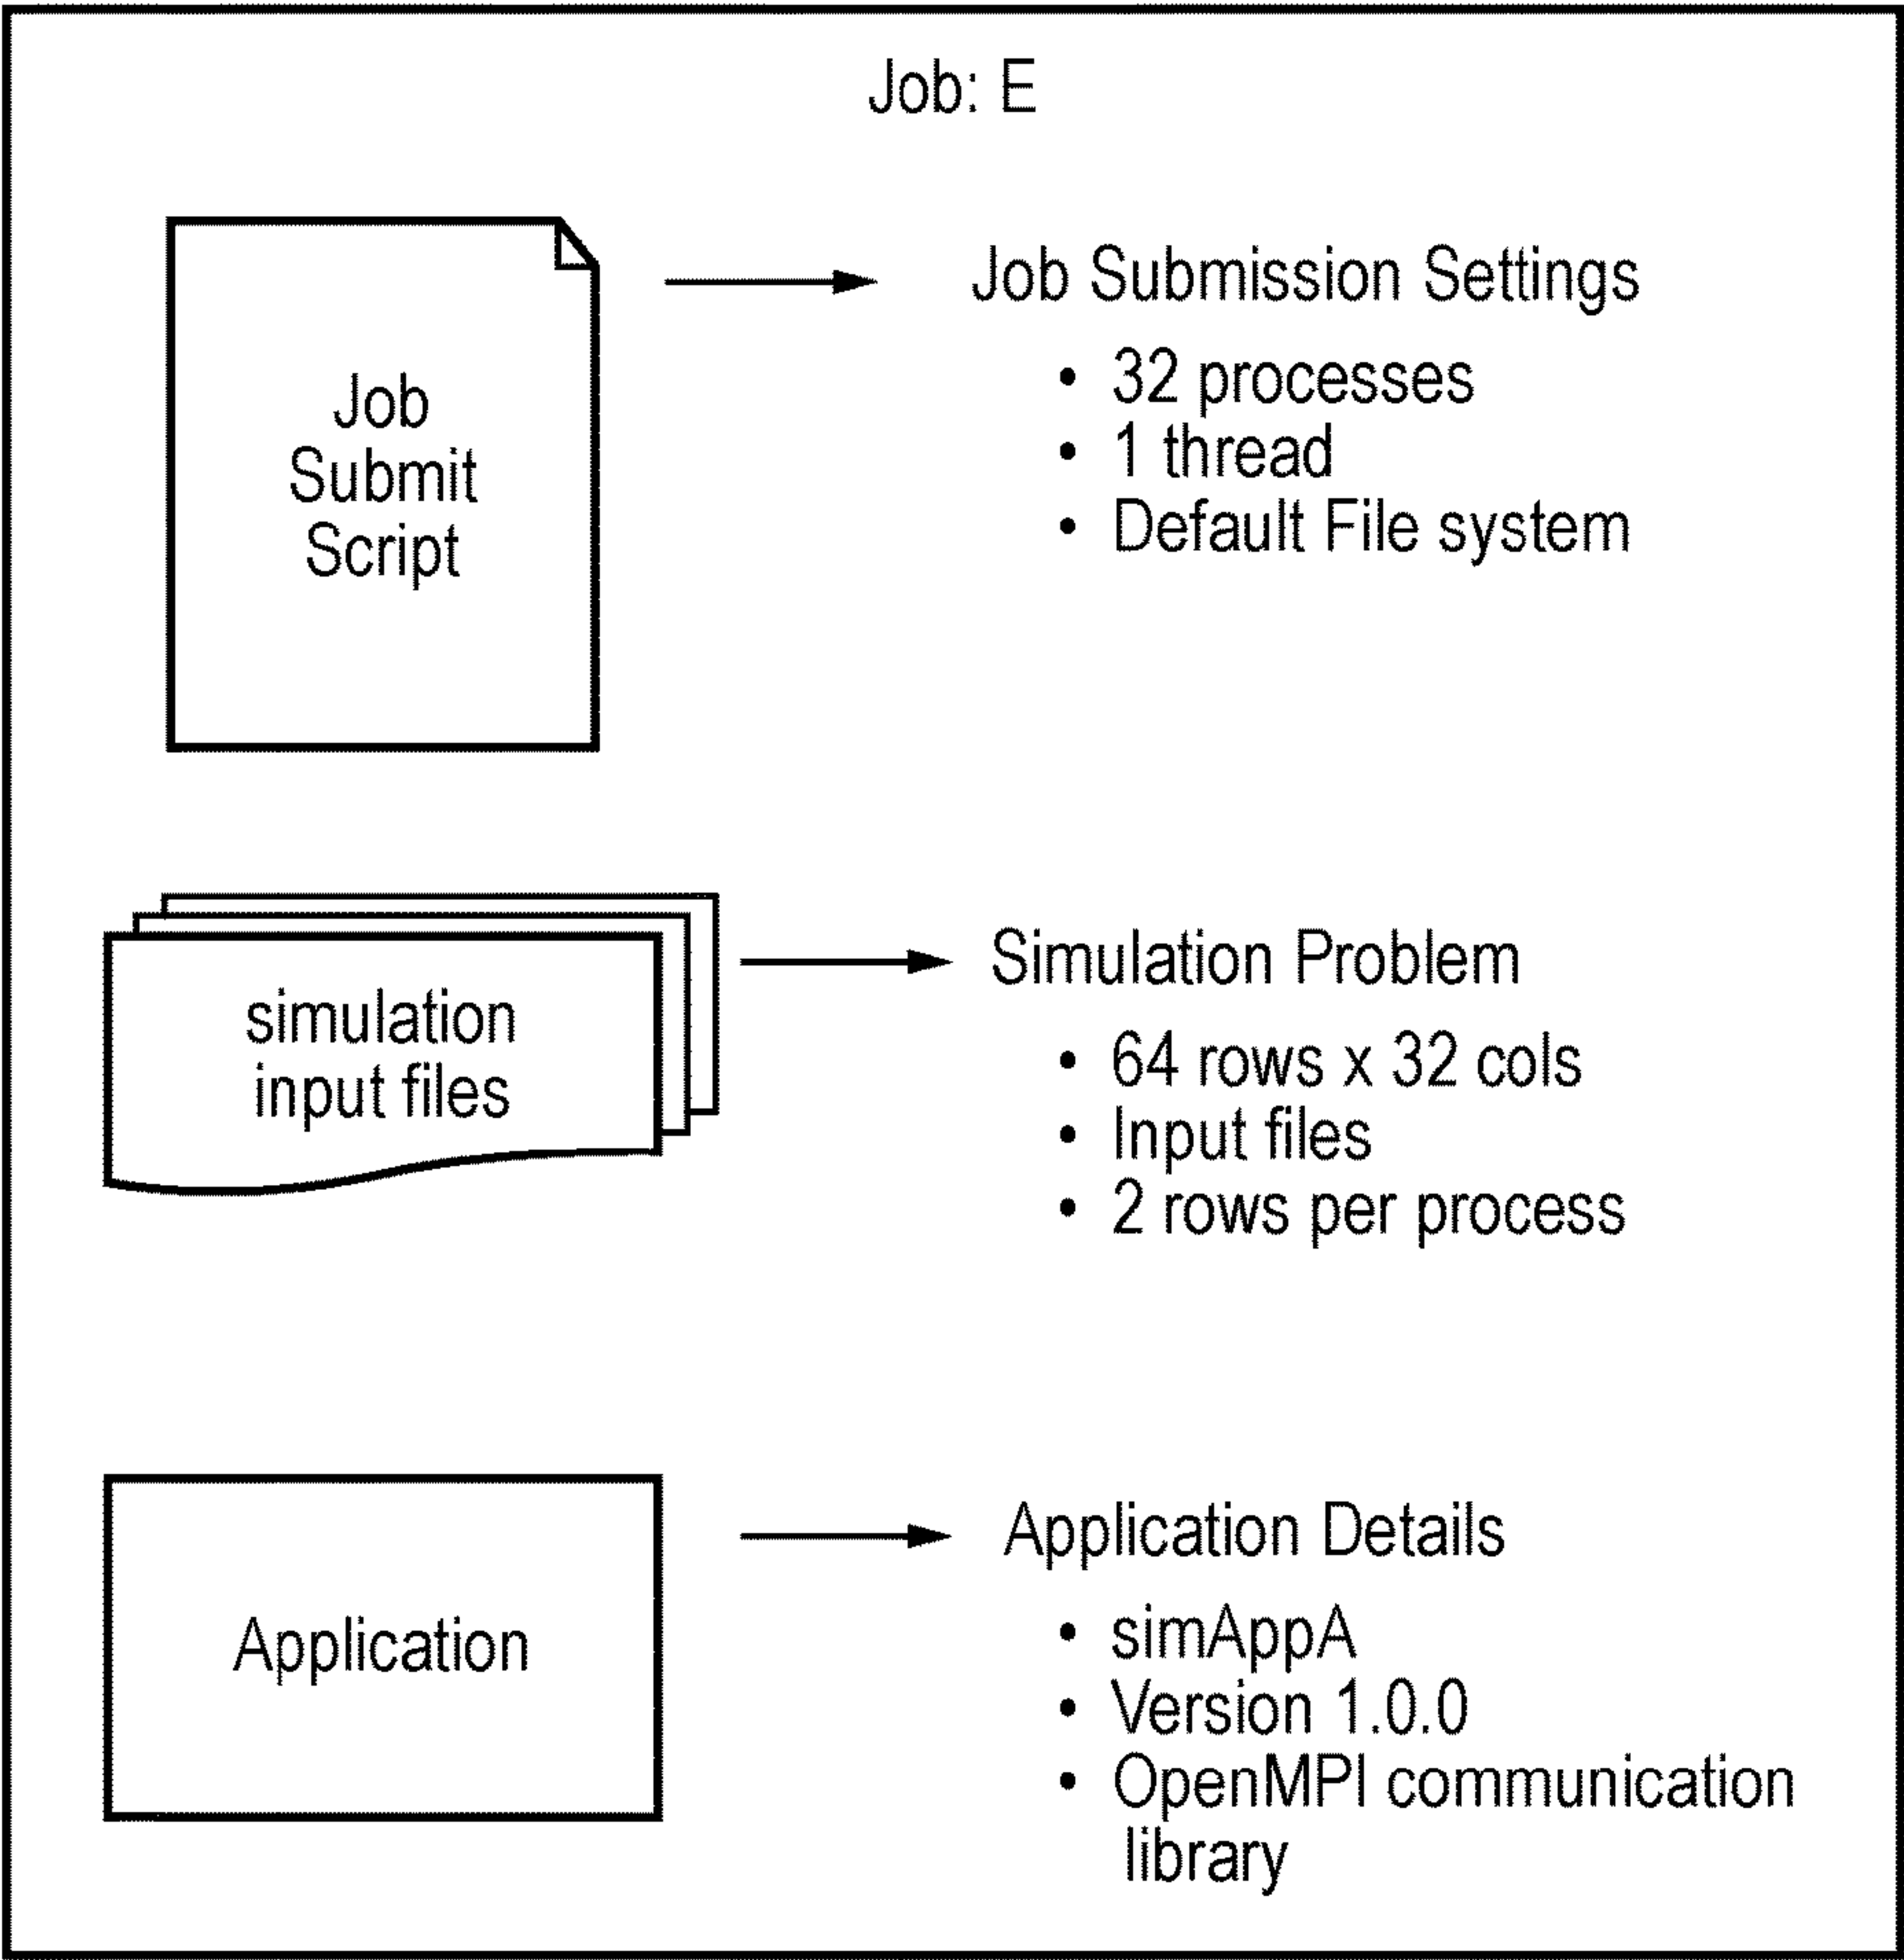 Job: E
Job
Submit
Script
Job Submission Settings
• 32 processes
• 1 thread
• Default File system
simulation
input files
Simulation Problem
• 64 rows x 32 cols
• Input files
• 2 rows per process
Application
Application Details
• simAppA
• Version 1.0.0
• OpenMPI communication
library